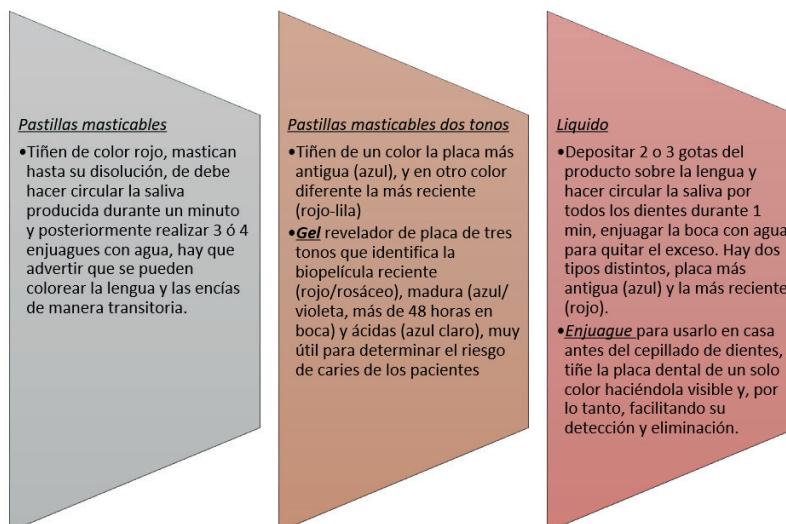 Pastillas masticables
•Tiñen de color rojo, mastican
hasta su disolución, de debe
hacer circular la saliva
producida durante un minuto
y posteriormente realizar 3 ó 4
enjuagues con agua, hay que
advertir que se pueden
colorear la lengua y las encías
de manera transitoria.
Pastillas masticables dos tonos
•Tiñen de un color la placa más
antigua (azul), y en otro color
diferente la más reciente
(rojo-lila)
•Gel revelador de placa de tres
tonos que identifica la
biopelícula reciente
(rojo/rosáceo), madura (azul/
violeta, más de 48 horas en
boca) y ácidas (azul claro), muy
útil para determinar el riesgo
de caries de los pacientes
Liquido
•Depositar 2 o 3 gotas del
producto sobre la lengua y
hacer circular la saliva por
todos los dientes durante 1
min, enjuagar la boca con agua
para quitar el exceso. Hay dos
tipos distintos, placa más
antigua (azul) y la más reciente
(rojo).
•Enjuague para usarlo en casa
antes del cepillado de dientes,
tiñe la placa dental de un solo
color haciéndola visible y, por
lo tanto, facilitando su
detección y eliminación.